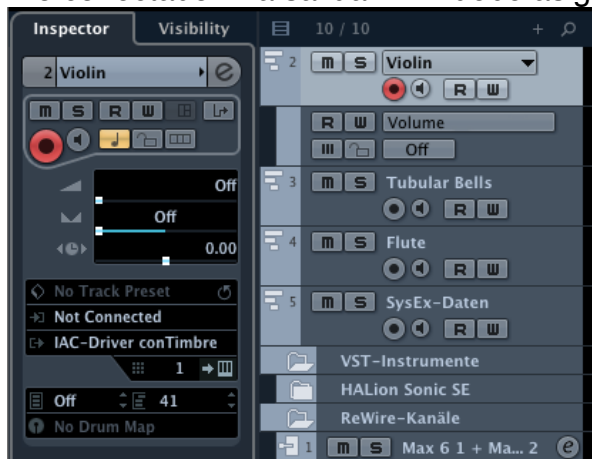 Inspector Visibility
2 Violin e
m S R W
Off
Off
0.00
No Track Preset
Not Connected
IAC-Driver conTimbre
1
Off 41
No Drum Map
10 / 10 +
2 m S Violin
R W
R W Volume
Off
3 m S Tubular Bells
R W
4 m S Flute
R W
5 m S SysEx-Daten
R W
VST-Instrumente
HALion Sonic SE
ReWire-Kanäle
1 m S Max 6 1 + Ma... 2 e